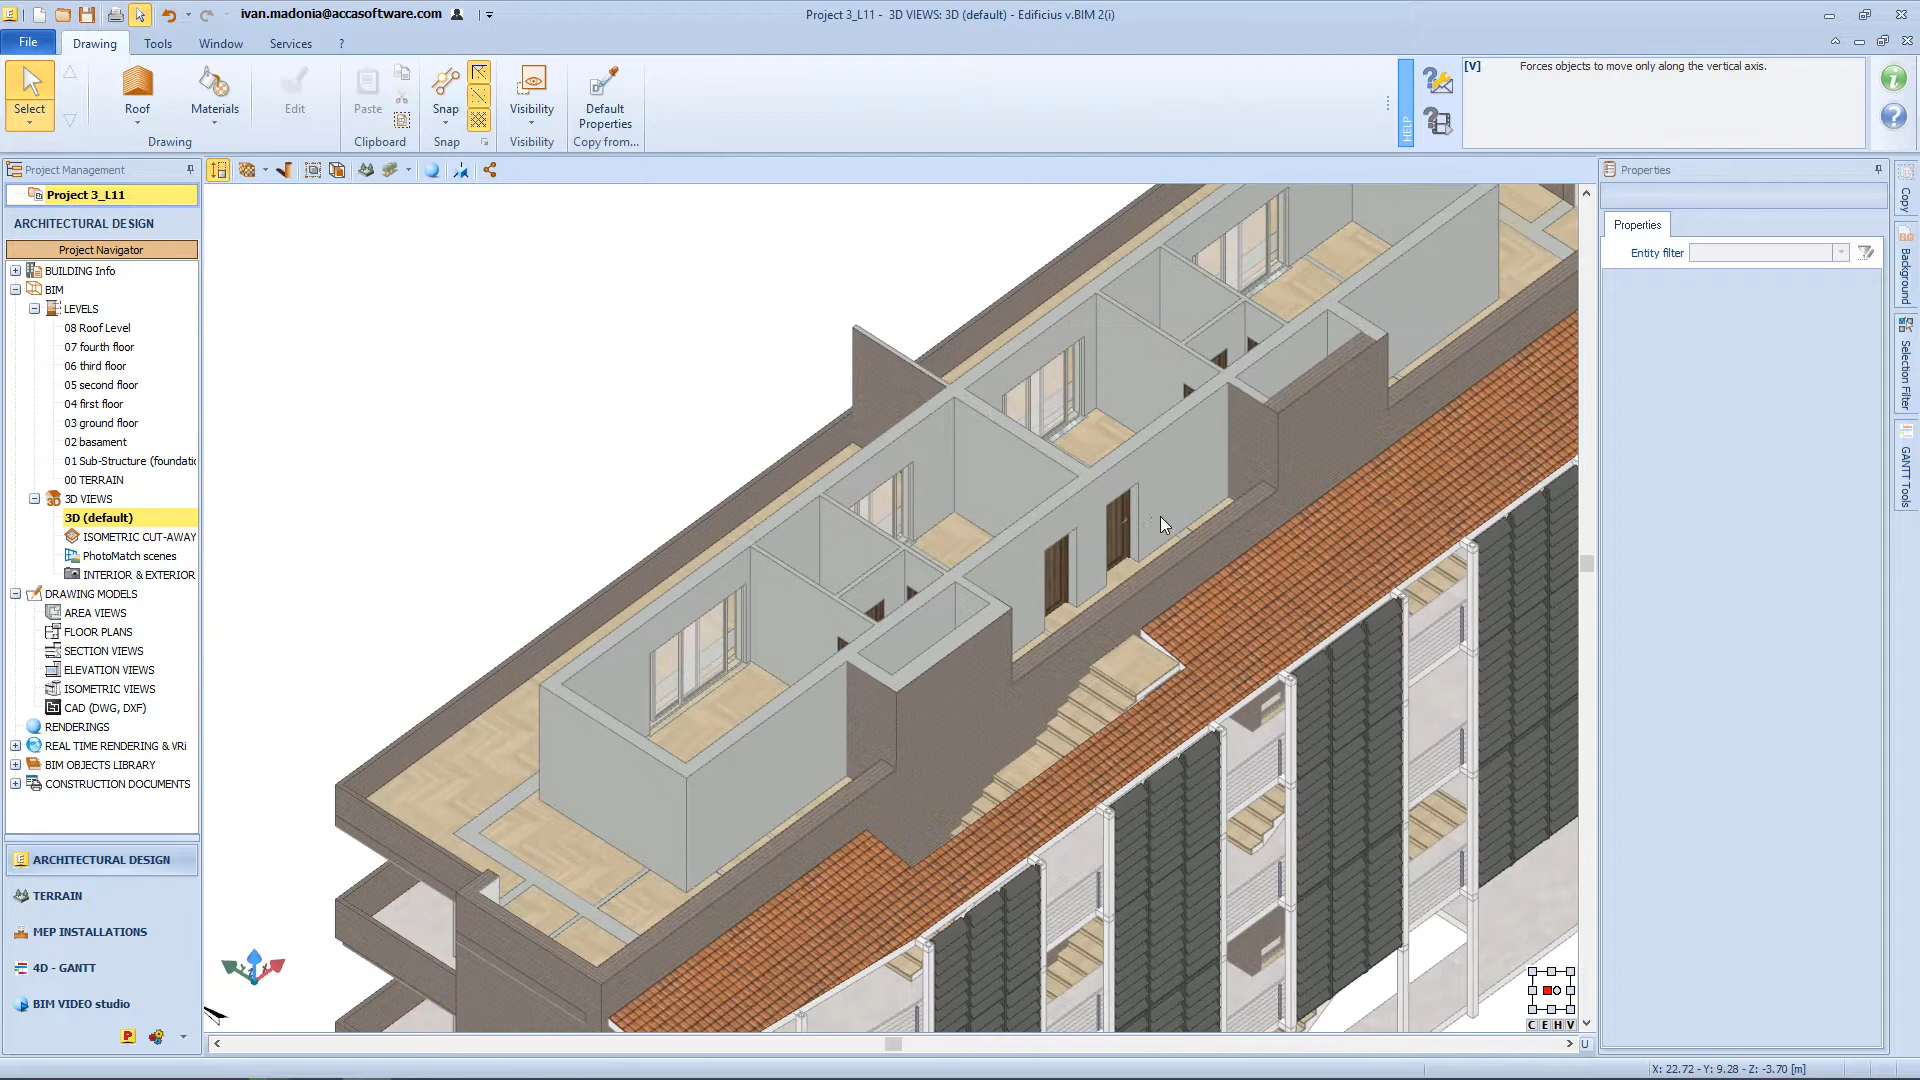 ivan.madonia@accasoftware.com
Project 3_L11 - 3D VIEWS: 3D (default) - Edificius v.BIM 2(i)
File
Drawing
Tools
Window
Services
?
Select
Roof
Materials
Edit
Drawing
Paste
Clipboard
Snap
Snap
Visibility
Visibility
Default
Properties
Copy from...
HELP
[V]
Forces objects to move only along the vertical axis.
Project Management
Project 3_L11
ARCHITECTURAL DESIGN
Project Navigator
BUILDING Info
BIM
LEVELS
08 Roof Level
07 fourth floor
06 third floor
05 second floor
04 first floor
03 ground floor
02 basament
01 Sub-Structure (foundatio
00 TERRAIN
3D VIEWS
3D (default)
ISOMETRIC CUT-AWAY
PhotoMatch scenes
INTERIOR & EXTERIOR
DRAWING MODELS
AREA VIEWS
FLOOR PLANS
SECTION VIEWS
ELEVATION VIEWS
ISOMETRIC VIEWS
CAD (DWG, DXF)
RENDERINGS
REAL TIME RENDERING & VRi
BIM OBJECTS LIBRARY
CONSTRUCTION DOCUMENTS
ARCHITECTURAL DESIGN
TERRAIN
MEP INSTALLATIONS
4D - GANTT
BIM VIDEO studio
Properties
Properties
Entity filter
Copy
Background
Selection Filter
GANTT Tools
C E H V
U
X: 22.72 - Y: 9.28 - Z: -3.70 [m]